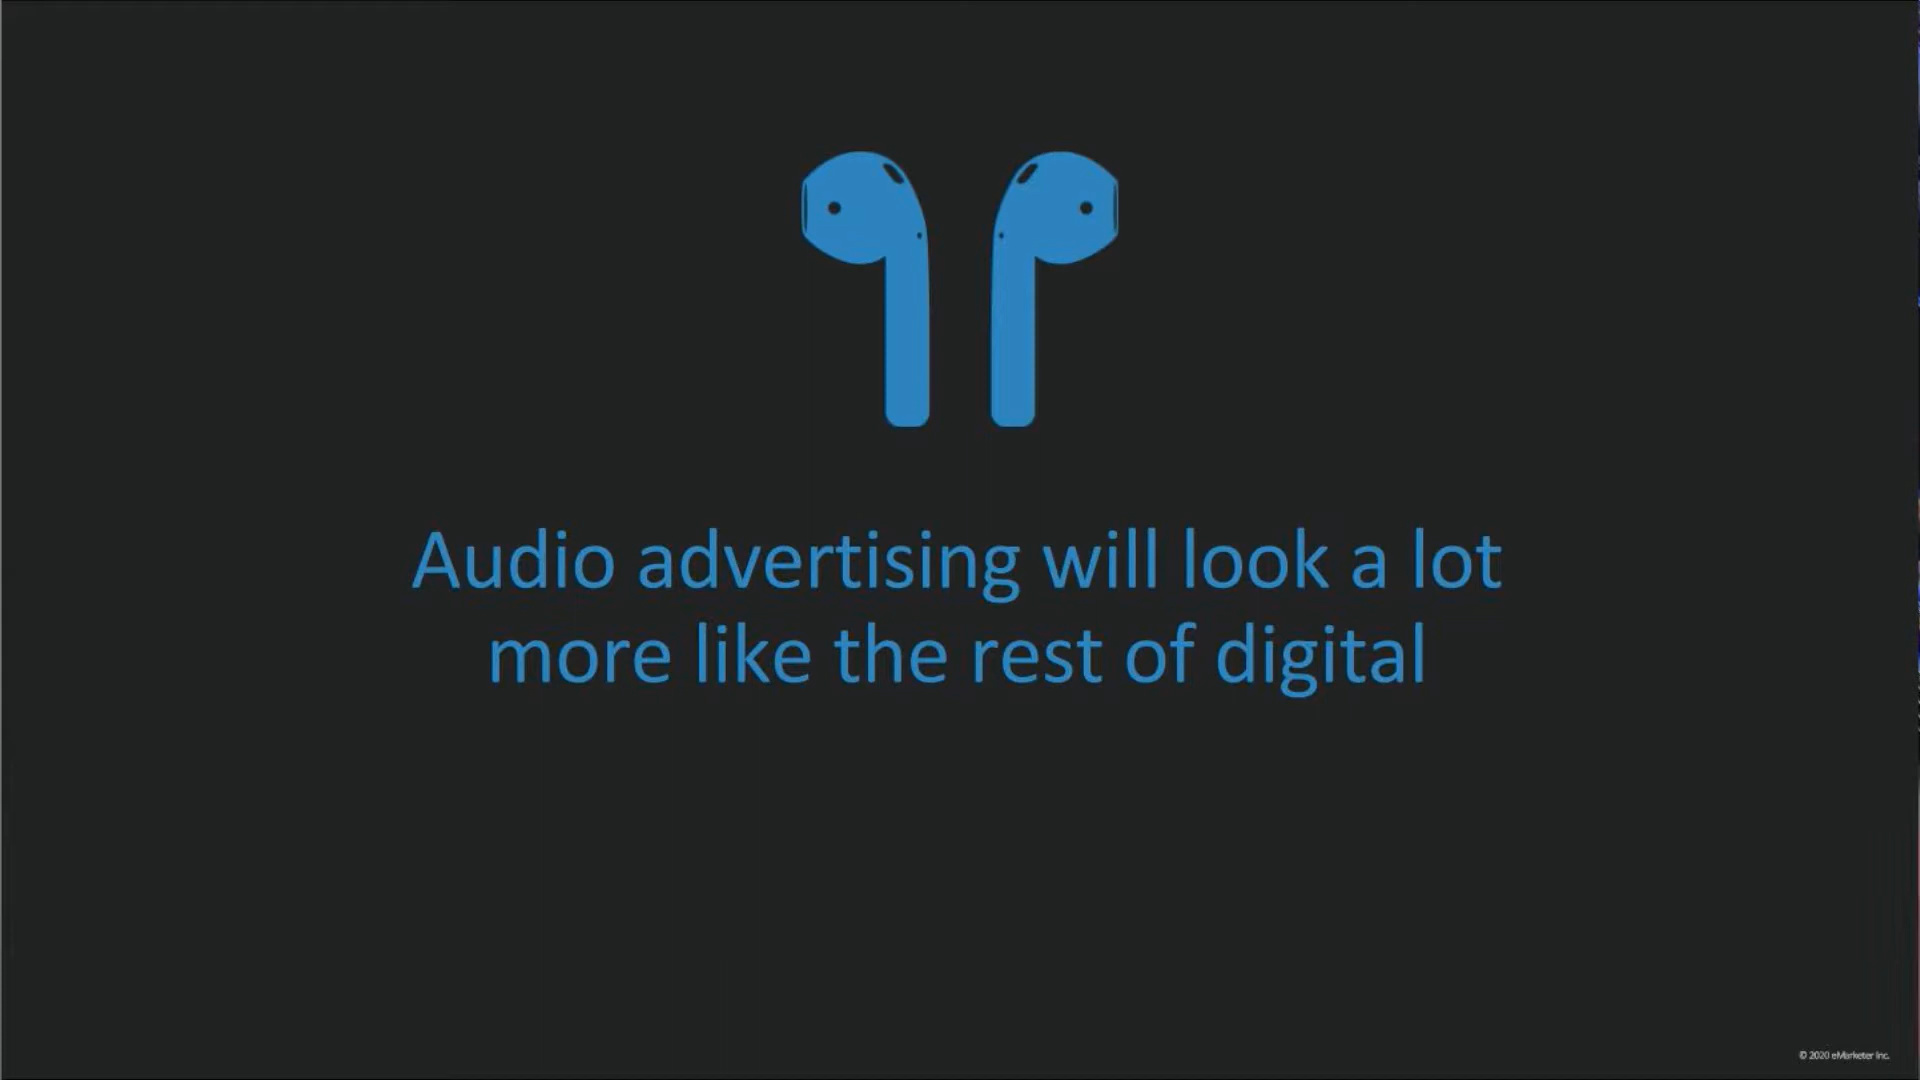 Audio advertising will look a lot
more like the rest of digital
© 2020 eMarketer Inc.